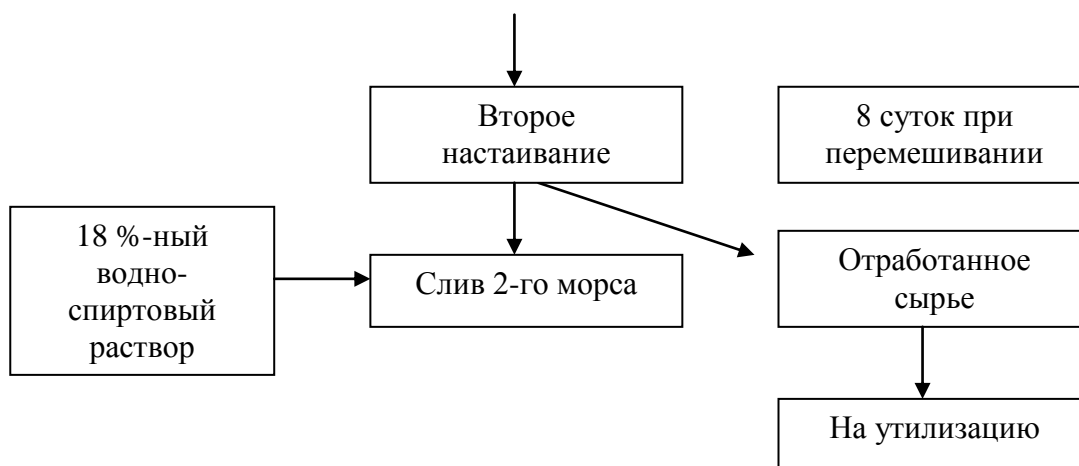 Второе
настаивание
8 суток при
перемешивании
18 %-ный
водно-
спиртовый
раствор
Слив 2-го морса
Отработанное
сырье
На утилизацию